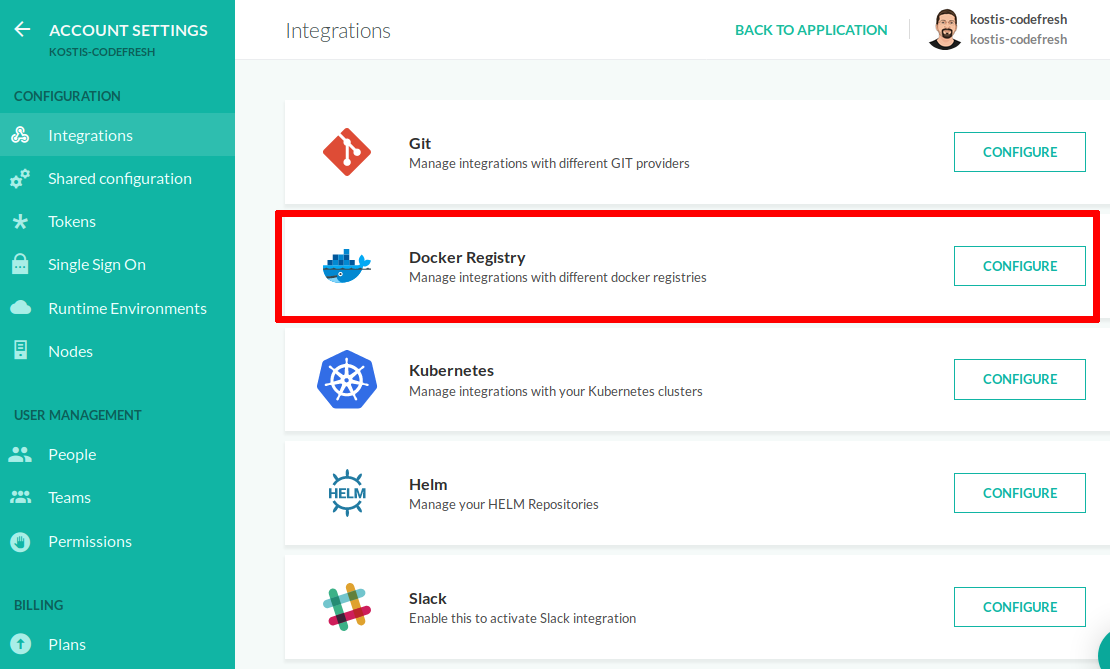 ACCOUNT SETTINGS
KOSTIS-CODEFRESH
CONFIGURATION
Integrations
Shared configuration
Tokens
Single Sign On
Runtime Environments
Nodes
USER MANAGEMENT
People
Teams
Permissions
BILLING
Plans
Integrations
BACK TO APPLICATION
kostis-codefresh
kostis-codefresh
Git
Manage integrations with different GIT providers
CONFIGURE
Docker Registry
Manage integrations with different docker registries
CONFIGURE
Kubernetes
Manage integrations with your Kubernetes clusters
CONFIGURE
HELM
Helm
Manage your HELM Repositories
CONFIGURE
Slack
Enable this to activate Slack integration
CONFIGURE